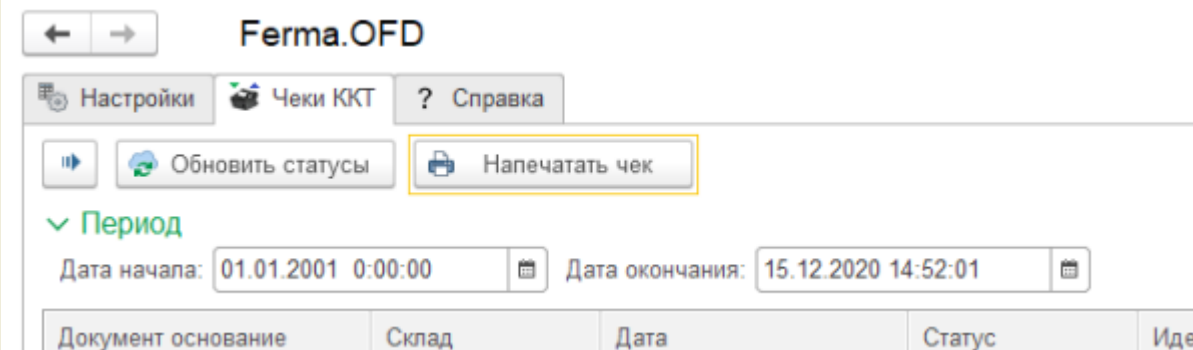 Ferma.OFD
Настройки Чеки ККТ ? Справка
Обновить статусы Напечатать чек
Период
Дата начала: 01.01.2001 0:00:00 Дата окончания: 15.12.2020 14:52:01
Документ основание Склад Дата Статус